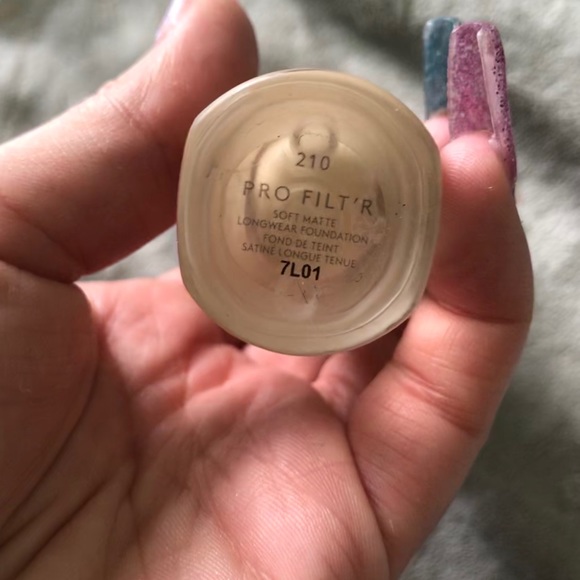 210
PRO FILT'R
SOFT MATTE
LONGWEAR FOUNDATION
FOND DE TEINT
SATINÉ LONGUE TENUE
7L01